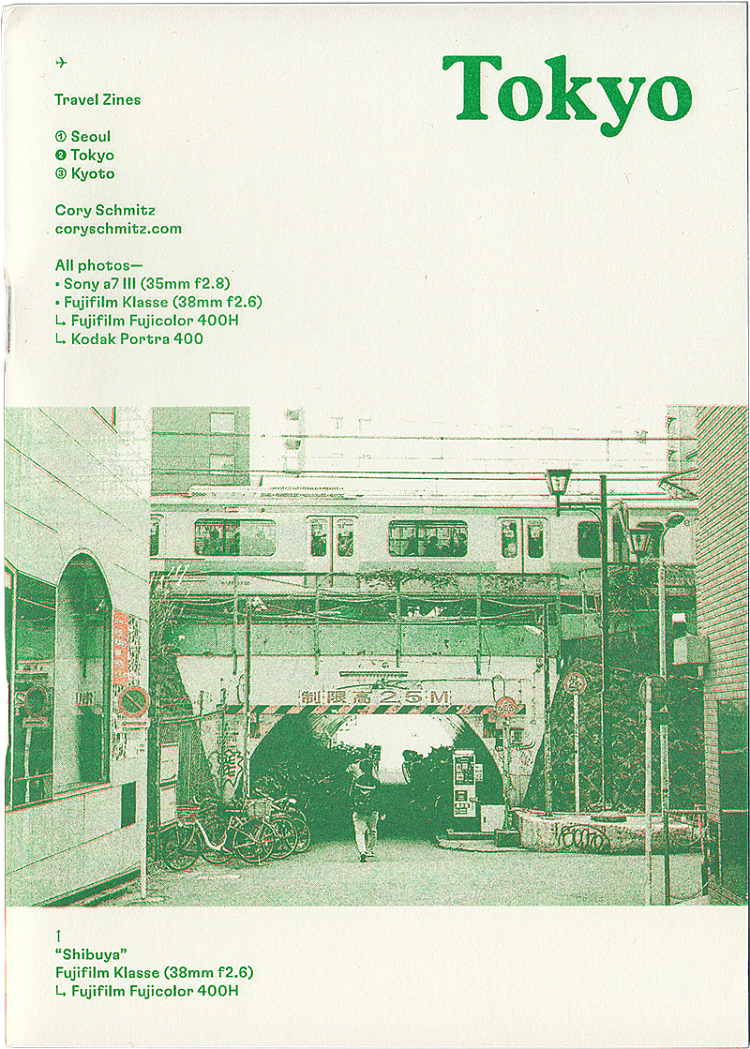 Tokyo
✈
Travel Zines
① Seoul
❷ Tokyo
③ Kyoto
Cory Schmitz
coryschmitz.com
All photos—
▪ Sony a7 III (35mm f2.8)
▪ Fujifilm Klasse (38mm f2.6)
↳ Fujifilm Fujicolor 400H
↳ Kodak Portra 400
制限高2.5M
↑
“Shibuya”
Fujifilm Klasse (38mm f2.6)
↳ Fujifilm Fujicolor 400H